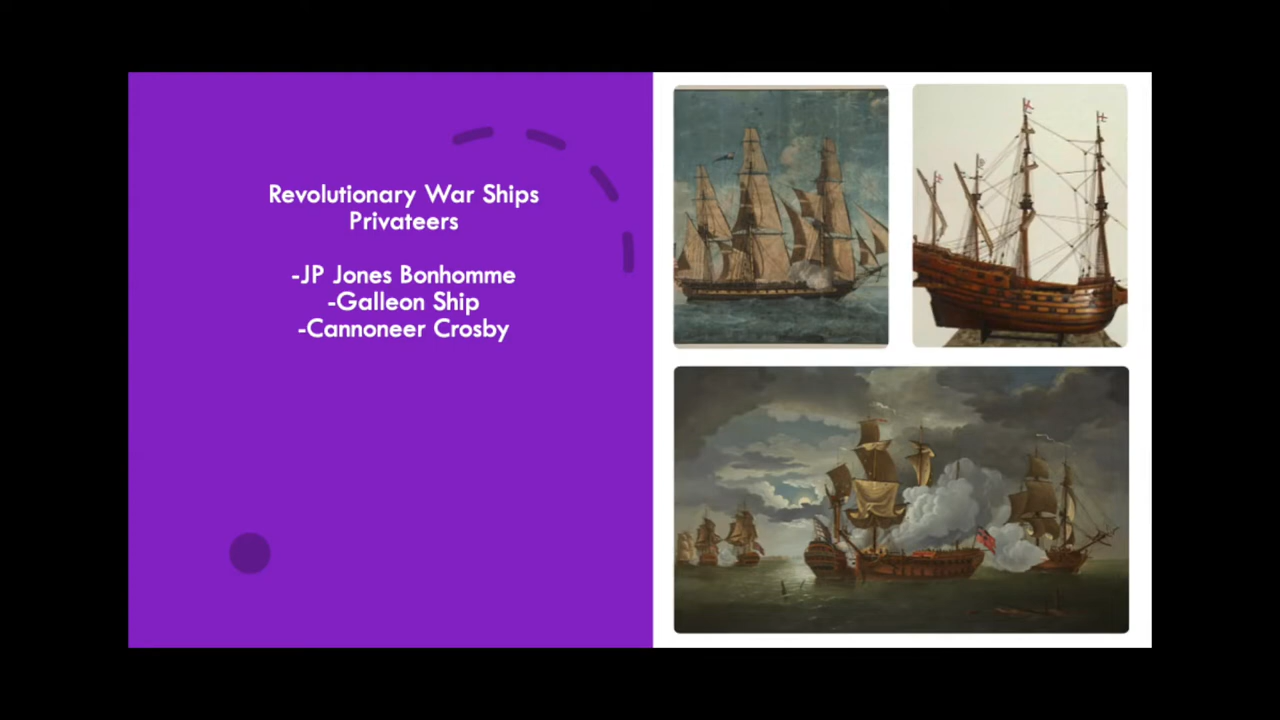 Revolutionary War Ships
Privateers
-JP Jones Bonhomme
-Galleon Ship
-Cannoneer Crosby